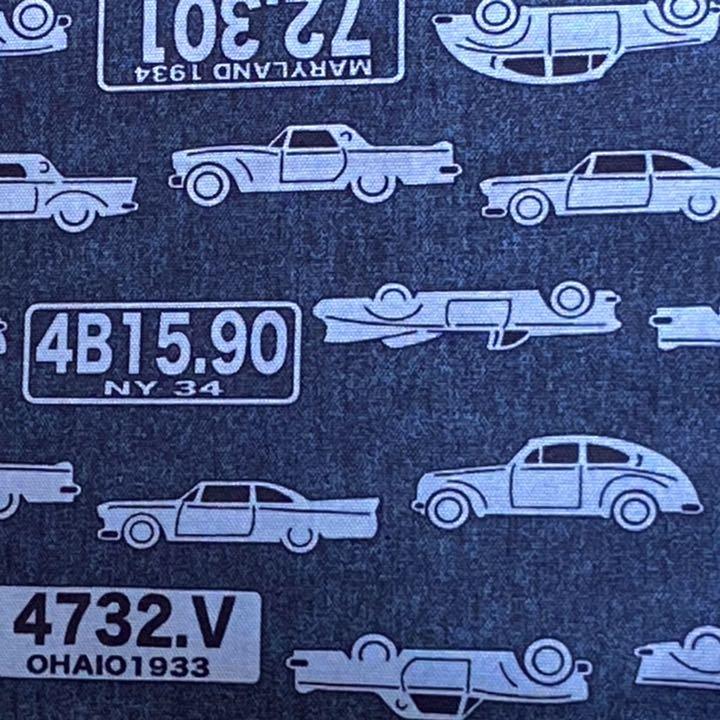 72.301
MARYLAND 1934
4B15.90
NY 34
4732.V
OHAIO1933